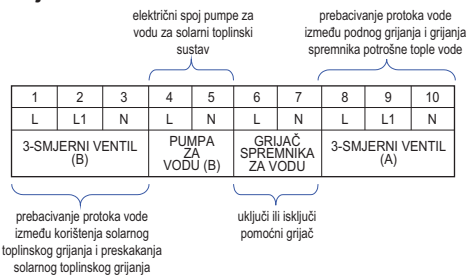 električni spoj pumpe za
vodu za solarni toplinski
sustav
prebacivanje protoka vode
između podnog grijanja i grijanja
spremnika potrošne tople vode
1 2 3 4 5 6 7 8 9 10
L L1 N L N L N L L1 N
3-SMJERNI VENTIL
(B)
PUMPA
ZA
VODU (B)
GRIJAČ
SPREMNIKA
ZA VODU
3-SMJERNI VENTIL
(A)
prebacivanje protoka vode
između korištenja solarnog
toplinskog grijanja i preskakanja
solarnog toplinskog grijanja
uključi ili isključi
pomoćni grijač